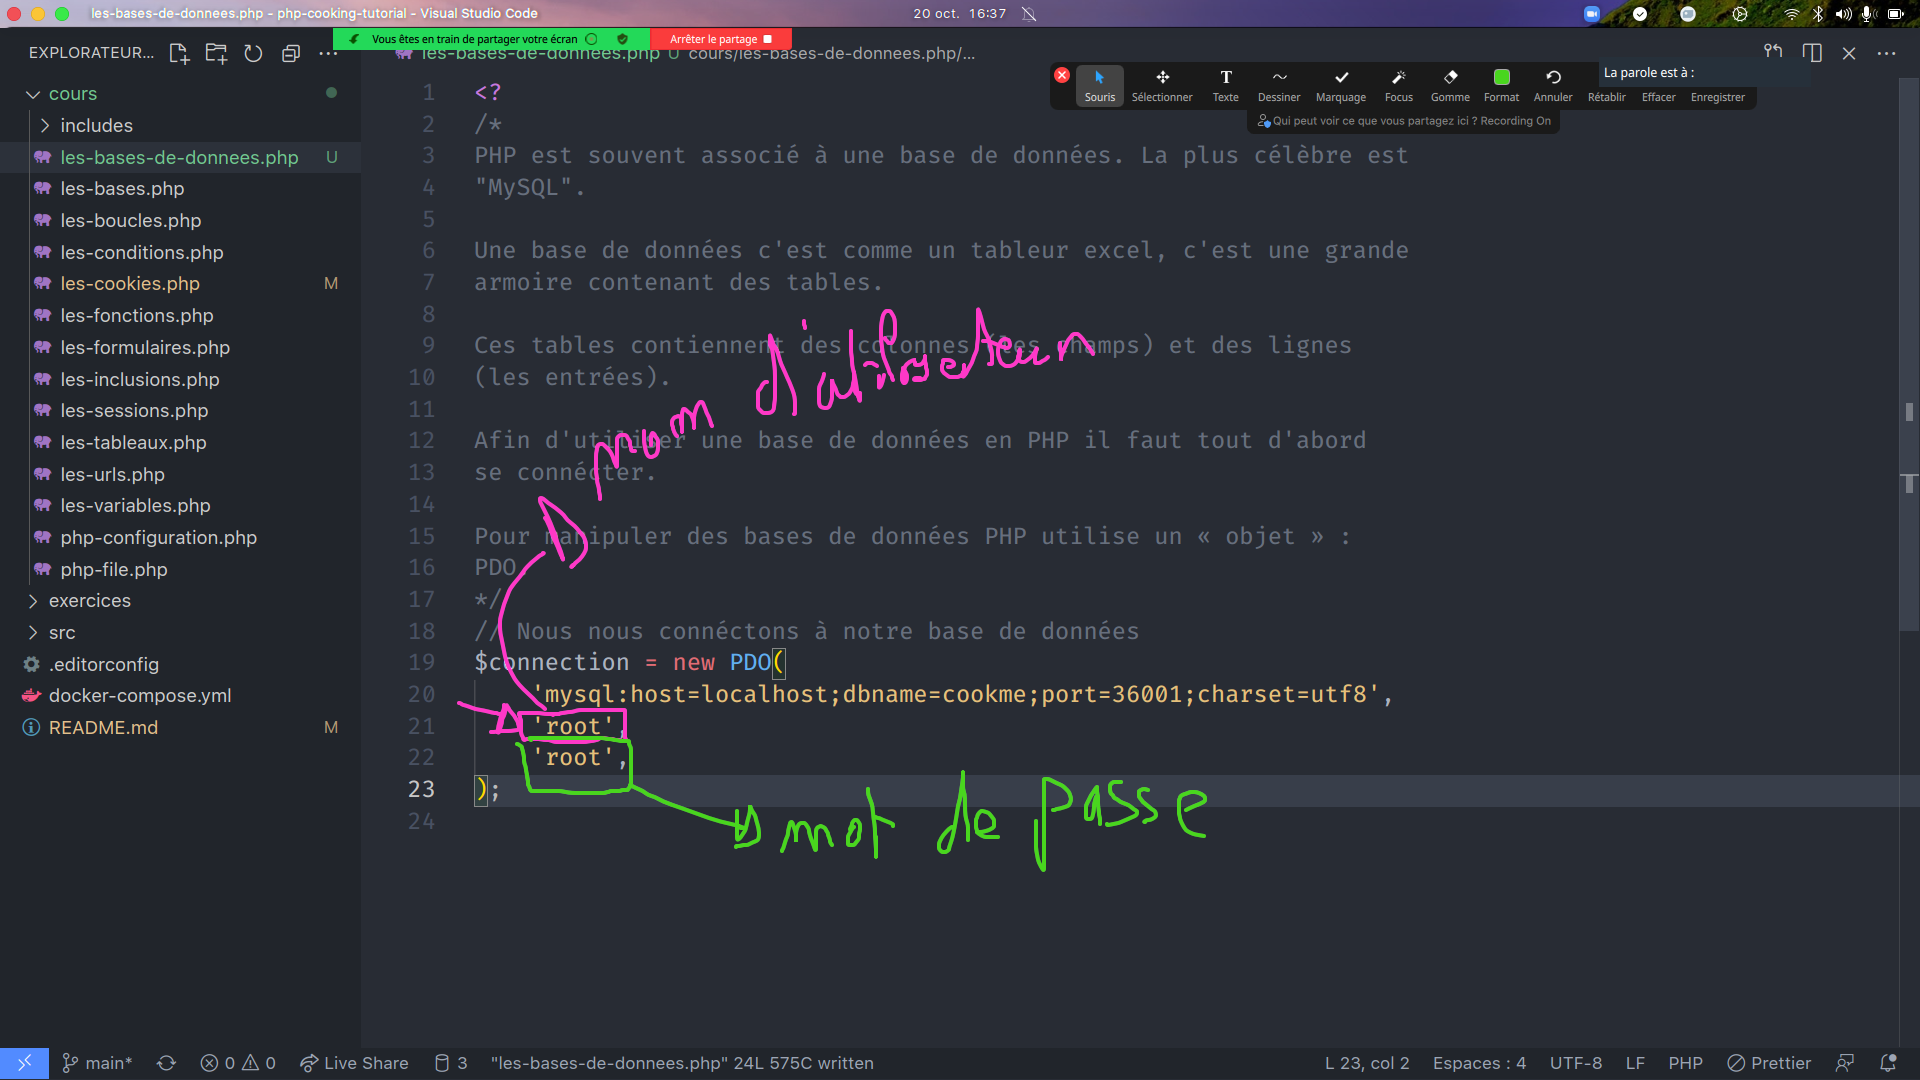 les-bases-de-donnees.php - php-cooking-tutorial - Visual Studio Code
20 oct. 16:37
Vous êtes en train de partager votre écran
Arrêter le partage
EXPLORATEUR...
les-bases-de-donnees.php U cours/les-bases-de-donnees.php/...
La parole est à :
Souris Sélectionner Texte Dessiner Marquage Focus Gomme Format Annuler Rétablir Effacer Enregistrer
Qui peut voir ce que vous partagez ici ? Recording On
cours
includes
les-bases-de-donnees.php U
les-bases.php
les-boucles.php
les-conditions.php
les-cookies.php M
les-fonctions.php
les-formulaires.php
les-inclusions.php
les-sessions.php
les-tableaux.php
les-urls.php
les-variables.php
php-configuration.php
php-file.php
exercices
src
.editorconfig
docker-compose.yml
README.md M
1 <?
2 /*
3 PHP est souvent associé à une base de données. La plus célèbre est
4 "MySQL".
5
6 Une base de données c'est comme un tableur excel, c'est une grande
7 armoire contenant des tables.
8
9 Ces tables contiennent des colonnes (les champs) et des lignes
10 (les entrées).
11
12 Afin d'utiliser une base de données en PHP il faut tout d'abord
13 se connécter.
14
15 Pour manipuler des bases de données PHP utilise un « objet » :
16 PDO
17 */
18 // Nous nous connéctons à notre base de données
19 $connection = new PDO(
20 'mysql:host=localhost;dbname=cookme;port=36001;charset=utf8',
21 'root',
22 'root',
23 );
24
nom d'utilisateur
mot de passe
main* 0 0 Live Share 3 "les-bases-de-donnees.php" 24L 575C written
L 23, col 2 Espaces : 4 UTF-8 LF PHP Prettier